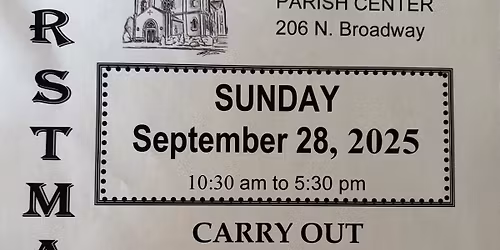 PARISH CENTER
206 N. Broadway
SUNDAY
September 28, 2025
10:30 am to 5:30 pm
CARRY OUT
R
S
T
M
A